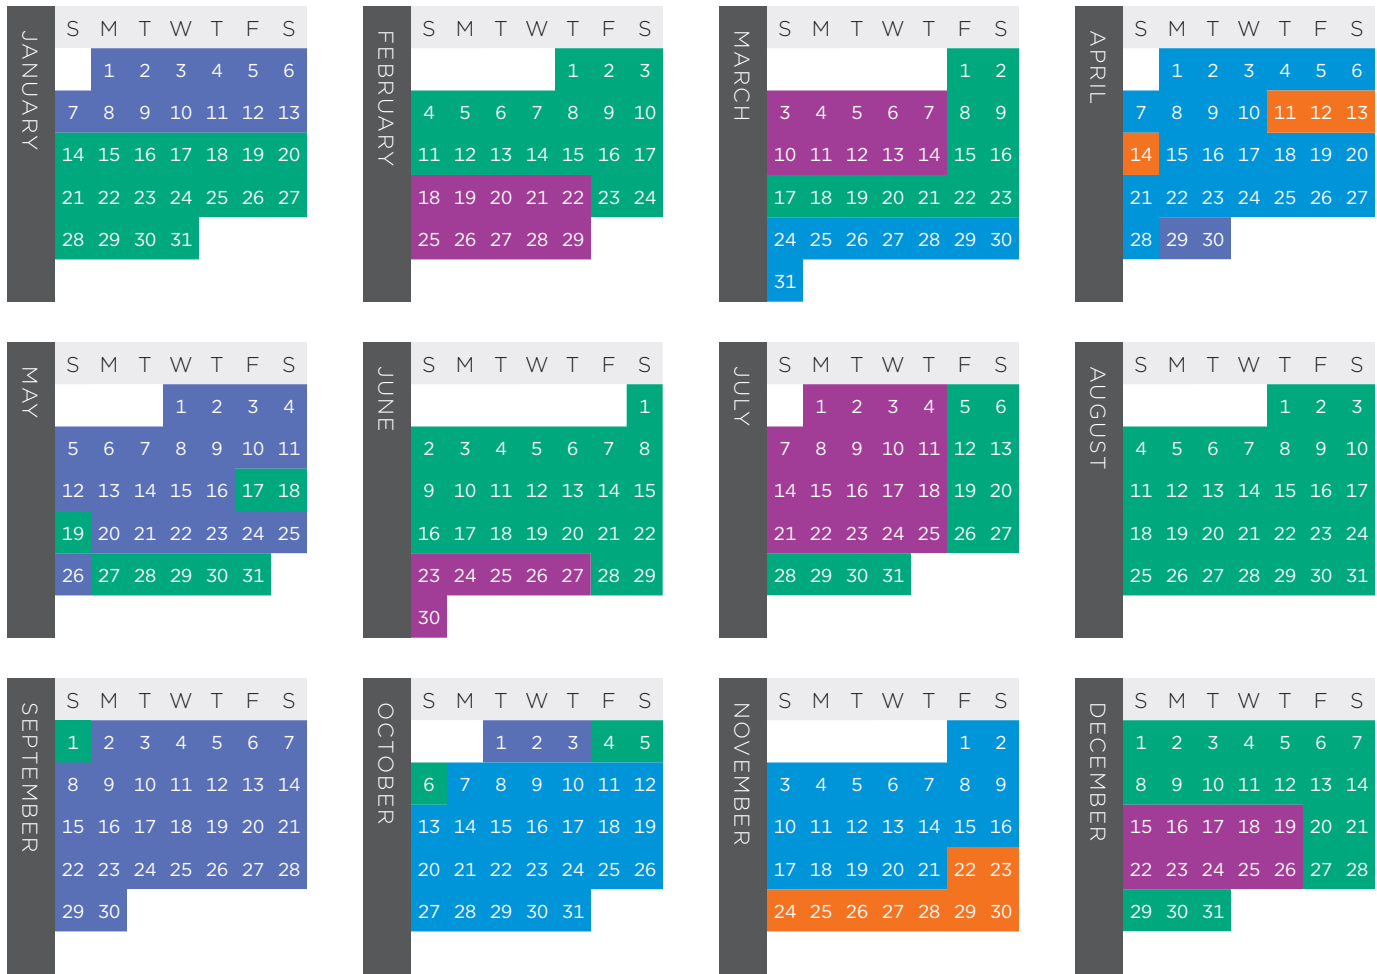 JANUARY
S M T W T F S
1 2 3 4 5 6
7 8 9 10 11 12 13
14 15 16 17 18 19 20
21 22 23 24 25 26 27
28 29 30 31
FEBRUARY
S M T W T F S
1 2 3
4 5 6 7 8 9 10
11 12 13 14 15 16 17
18 19 20 21 22 23 24
25 26 27 28 29
MARCH
S M T W T F S
1 2
3 4 5 6 7 8 9
10 11 12 13 14 15 16
17 18 19 20 21 22 23
24 25 26 27 28 29 30
31
APRIL
S M T W T F S
1 2 3 4 5 6
7 8 9 10 11 12 13
14 15 16 17 18 19 20
21 22 23 24 25 26 27
28 29 30
MAY
S M T W T F S
1 2 3 4
5 6 7 8 9 10 11
12 13 14 15 16 17 18
19 20 21 22 23 24 25
26 27 28 29 30 31
JUNE
S M T W T F S
1
2 3 4 5 6 7 8
9 10 11 12 13 14 15
16 17 18 19 20 21 22
23 24 25 26 27 28 29
30
JULY
S M T W T F S
1 2 3 4 5 6
7 8 9 10 11 12 13
14 15 16 17 18 19 20
21 22 23 24 25 26 27
28 29 30 31
AUGUST
S M T W T F S
1 2 3
4 5 6 7 8 9 10
11 12 13 14 15 16 17
18 19 20 21 22 23 24
25 26 27 28 29 30 31
SEPTEMBER
S M T W T F S
1 2 3 4 5 6 7
8 9 10 11 12 13 14
15 16 17 18 19 20 21
22 23 24 25 26 27 28
29 30
OCTOBER
S M T W T F S
1 2 3 4 5
6 7 8 9 10 11 12
13 14 15 16 17 18 19
20 21 22 23 24 25 26
27 28 29 30 31
NOVEMBER
S M T W T F S
1 2
3 4 5 6 7 8 9
10 11 12 13 14 15 16
17 18 19 20 21 22 23
24 25 26 27 28 29 30
DECEMBER
S M T W T F S
1 2 3 4 5 6 7
8 9 10 11 12 13 14
15 16 17 18 19 20 21
22 23 24 25 26 27 28
29 30 31